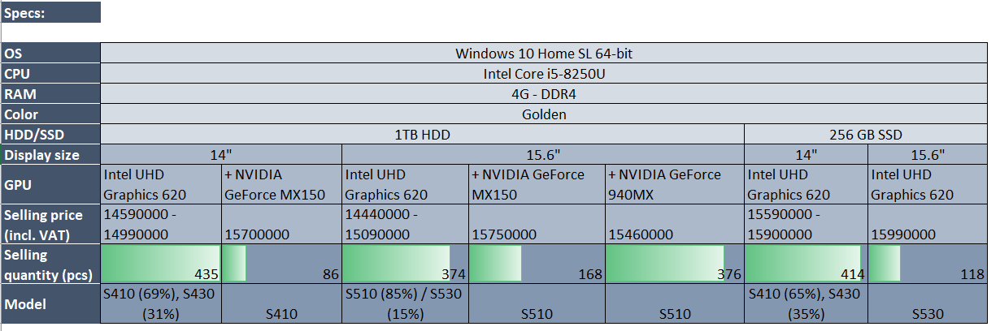 Specs:
OS Windows 10 Home SL 64-bit
CPU Intel Core i5-8250U
RAM 4G - DDR4
Color Golden
HDD/SSD 1TB HDD 256 GB SSD
Display size 14" 15.6" 14" 15.6"
GPU
Intel UHD + NVIDIA Intel UHD + NVIDIA GeForce + NVIDIA GeForce Intel UHD Intel UHD
Graphics 620 GeForce MX150 Graphics 620 MX150 940MX Graphics 620 Graphics 620
Selling price 14590000 - 14440000 - 15590000 -
(incl. VAT) 14990000 15700000 15090000 15750000 15460000 15900000 15990000
Selling
quantity (pcs) 435 86 374 168 376 414 118
Model
S410 (69%), S430 S510 (85%) / S530 S410 (65%), S430
(31%) S410 (15%) S510 S510 (35%) S530